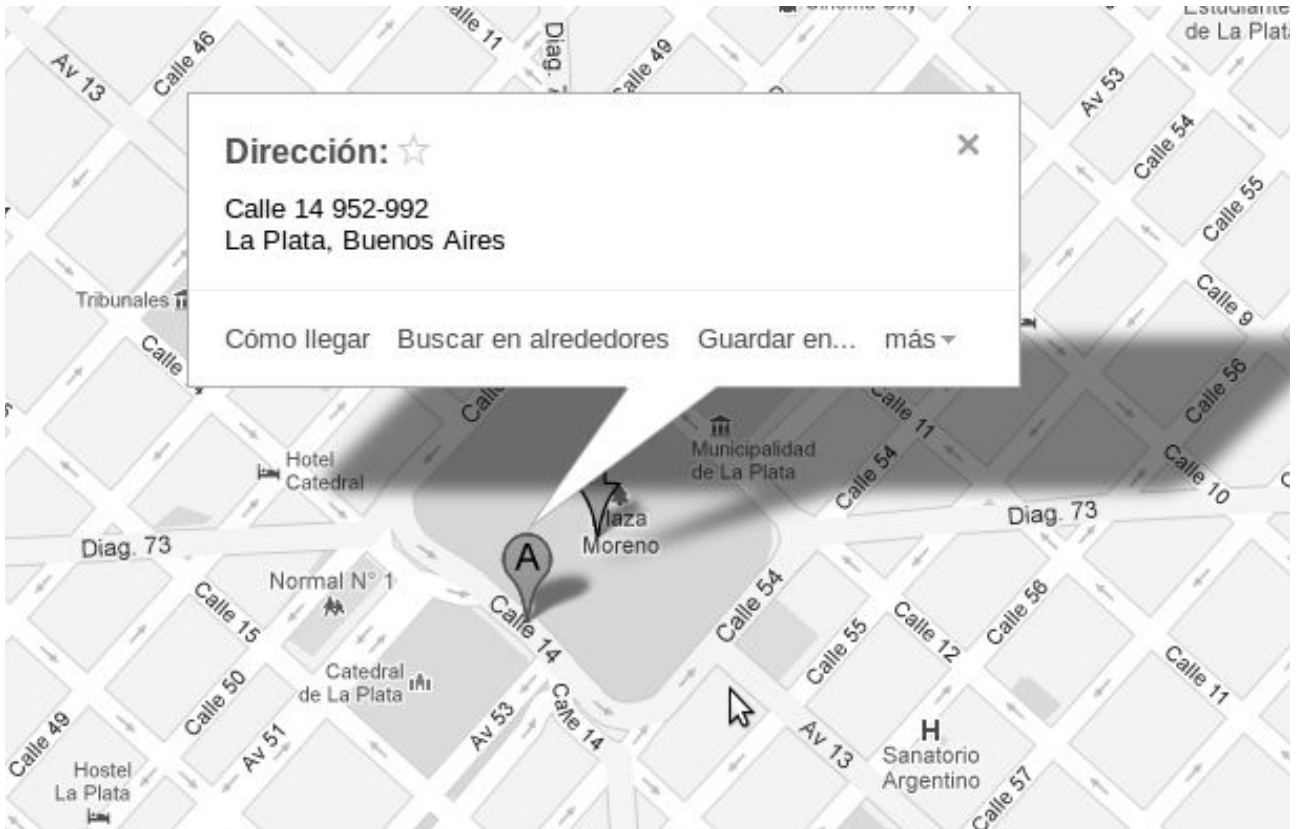 Cinema City
Estudiantes
de La Plata
Calle 46
Calle 11
Diag.
Calle 49
Av 13
Av 53
Calle 54
Calle 55
Dirección:
Calle 14 952-992
La Plata, Buenos Aires
Tribunales
Calle 9
Cómo llegar
Buscar en alrededores
Guardar en...
más
Calle
Calle
Calle 56
Calle 11
Municipalidad
de La Plata
Hotel
Catedral
Calle 54
Calle 10
Diag. 73
Plaza
Moreno
Diag. 73
A
Normal N° 1
Calle 15
Calle 14
Calle 54
Calle 56
Calle 55
Calle 12
Calle 11
Catedral
de La Plata
Calle 50
Calle 14
Av 53
Av 51
Calle 49
Av 13
H
Sanatorio
Argentino
Hostel
La Plata
Calle 57